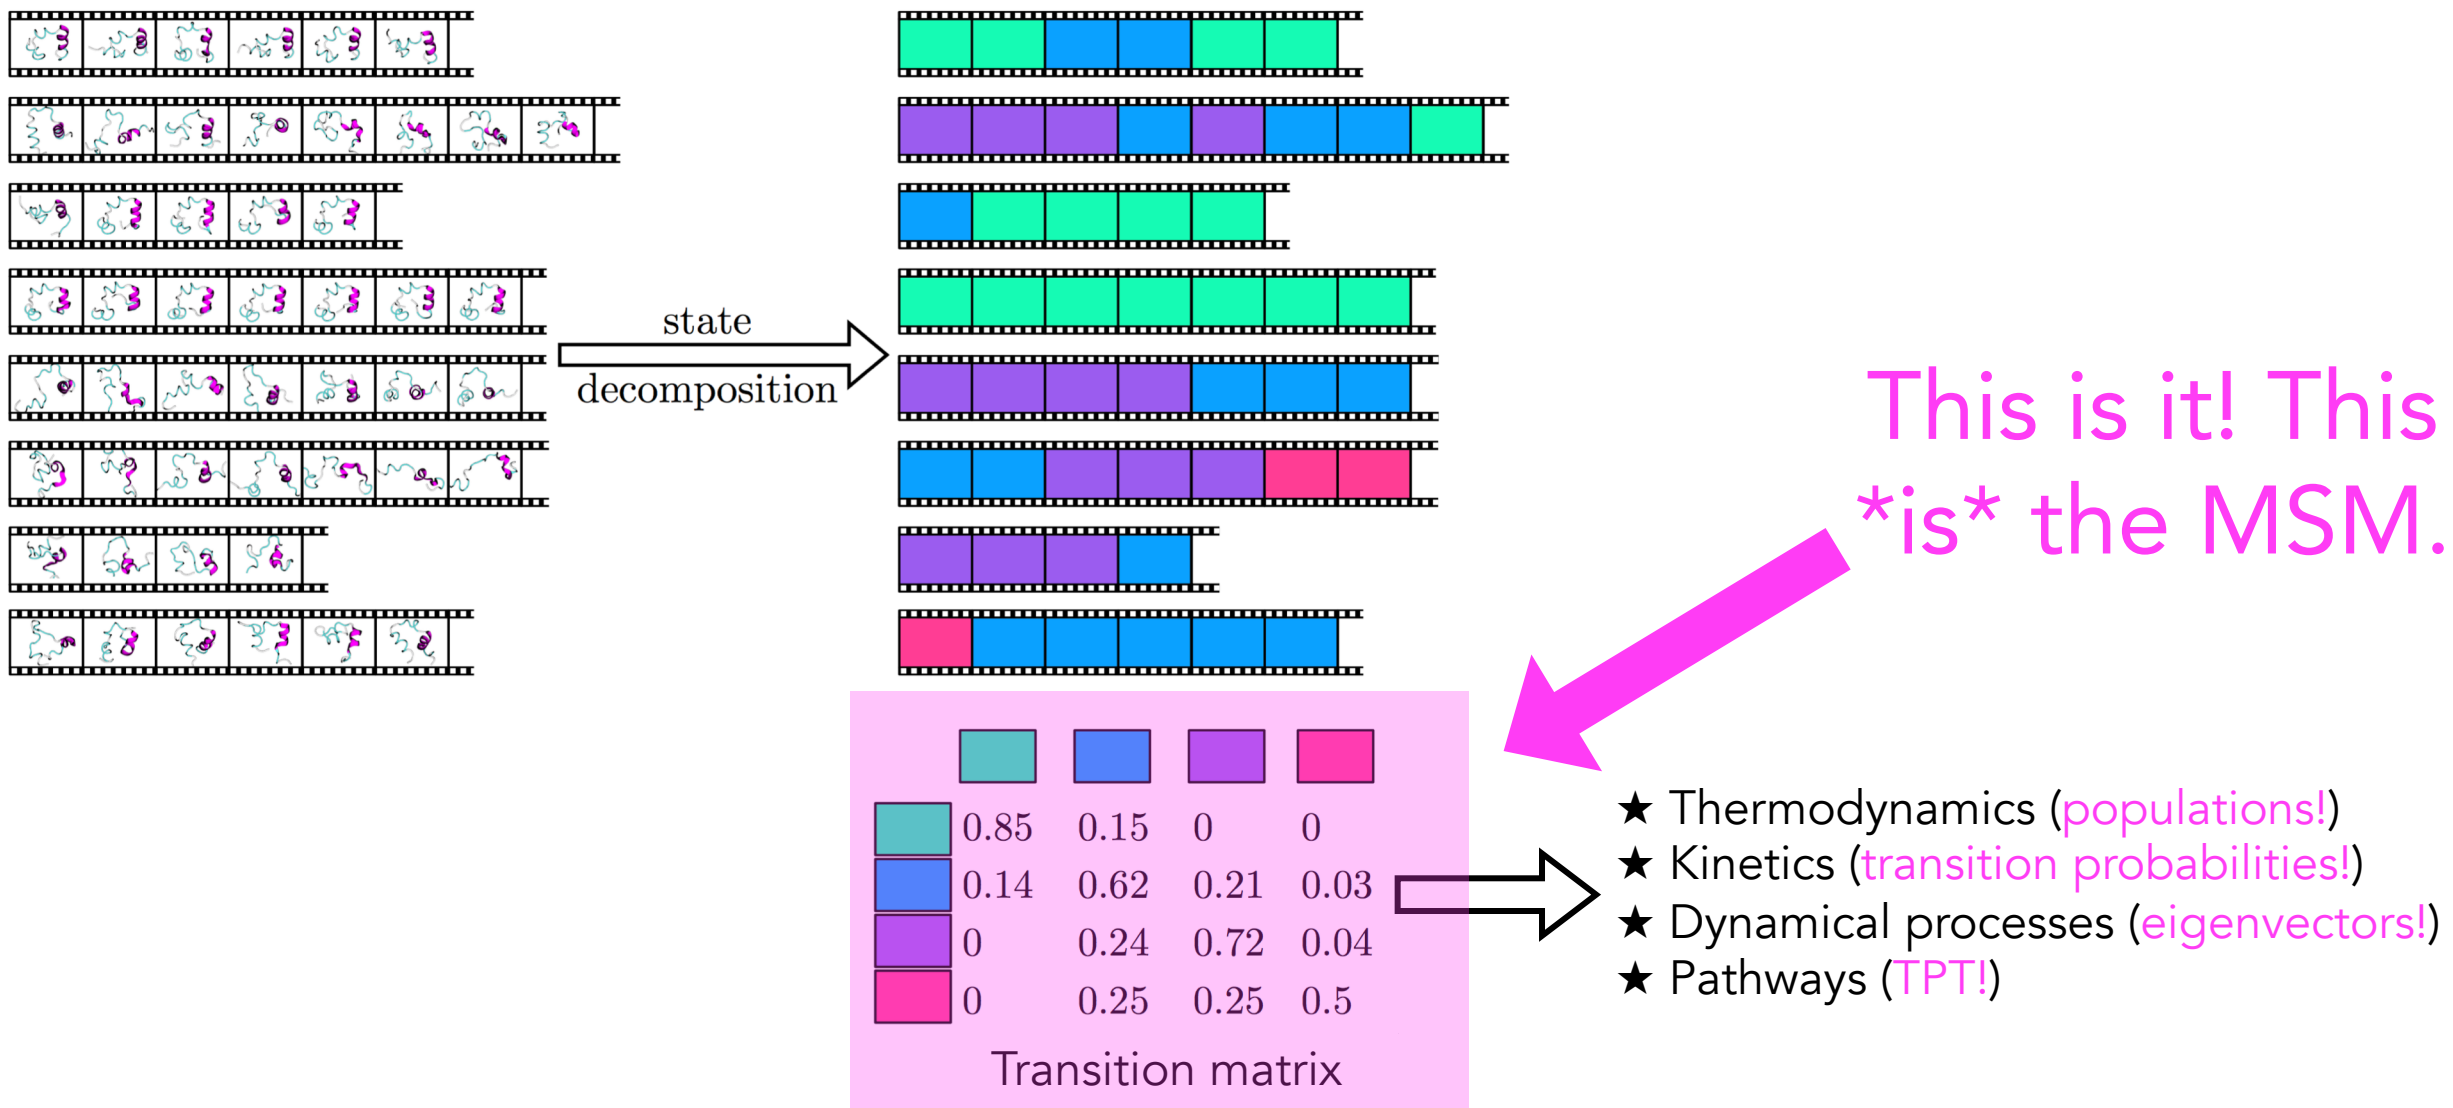 state
decomposition
This is it! This
*is* the MSM.
★ Thermodynamics (populations!)
★ Kinetics (transition probabilities!)
★ Dynamical processes (eigenvectors!)
★ Pathways (TPT!)
0.85 0.15 0 0
0.14 0.62 0.21 0.03
0 0.24 0.72 0.04
0 0.25 0.25 0.5
Transition matrix